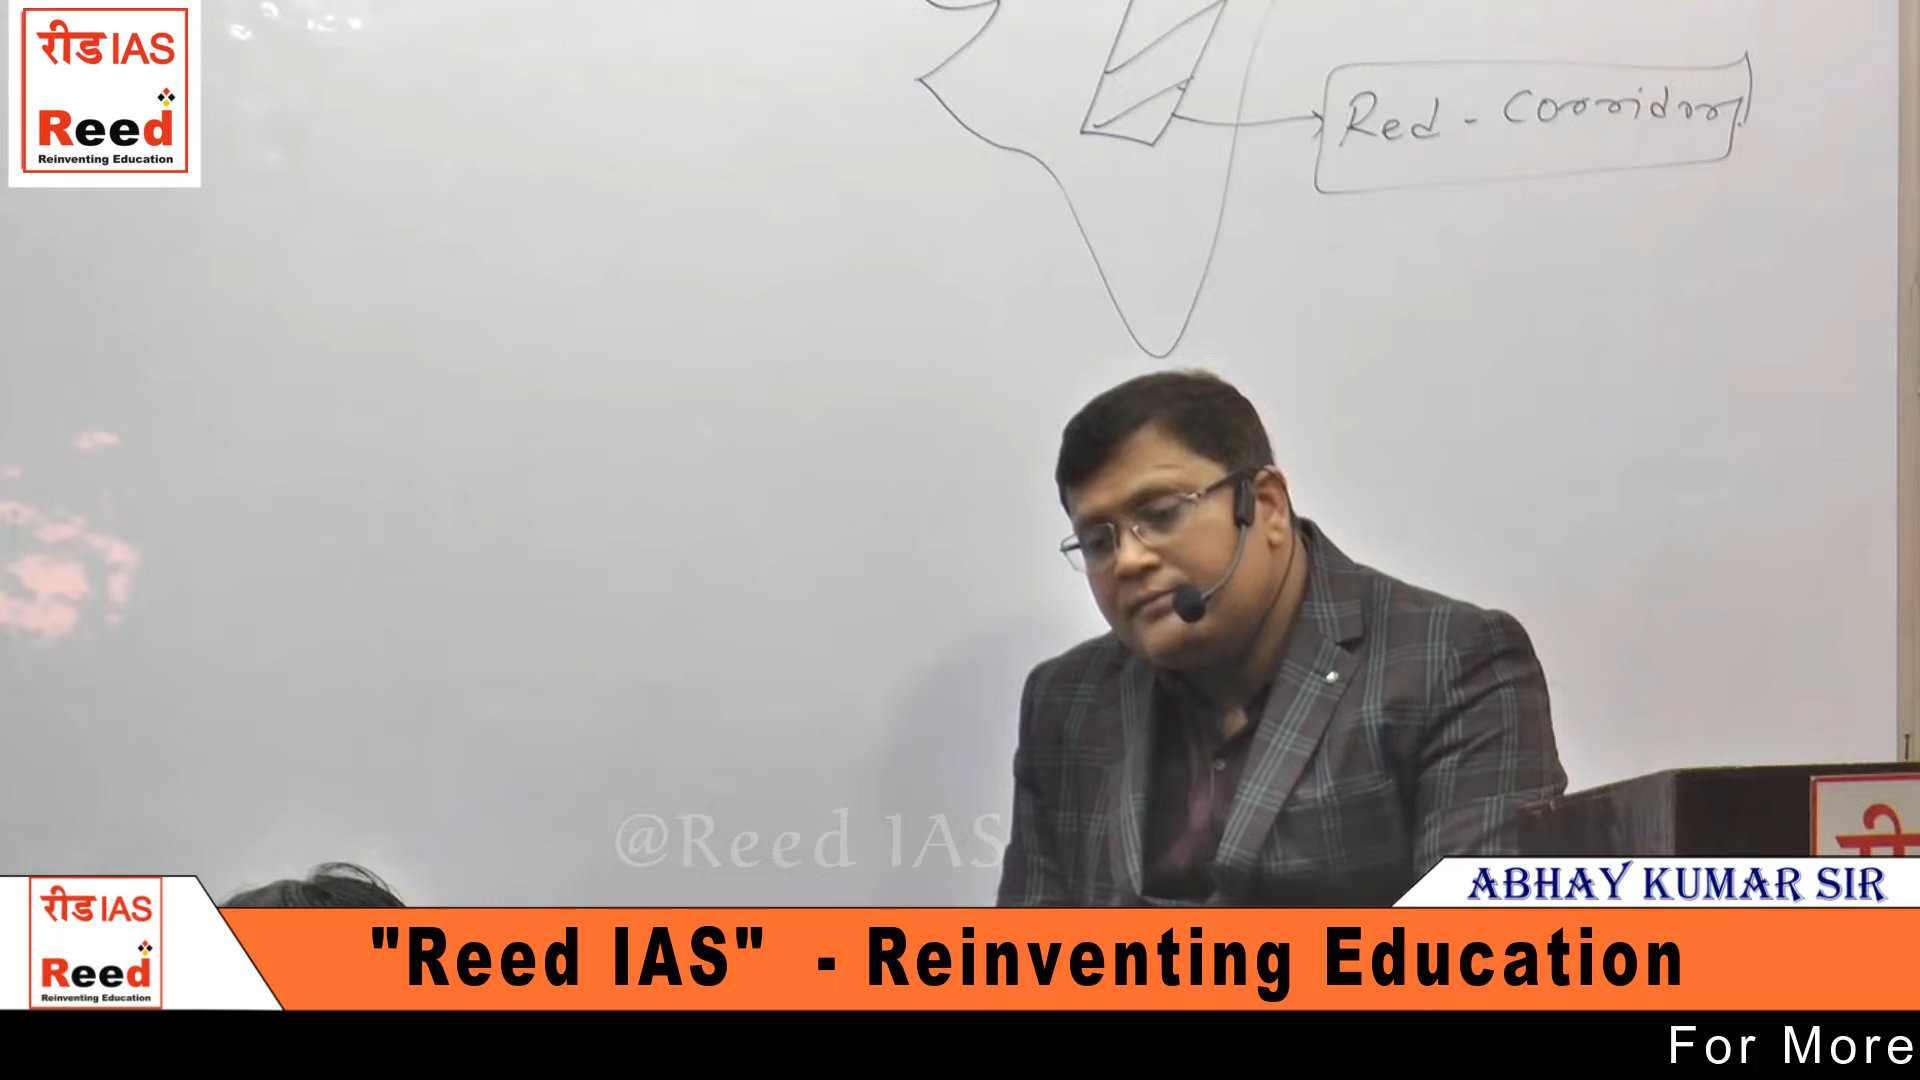 रीड IAS
Reed
Reinventing Education
Red - Corridor
@Reed IAS
ABHAY KUMAR SIR
रीड IAS
Reed
Reinventing Education
"Reed IAS" - Reinventing Education
For More